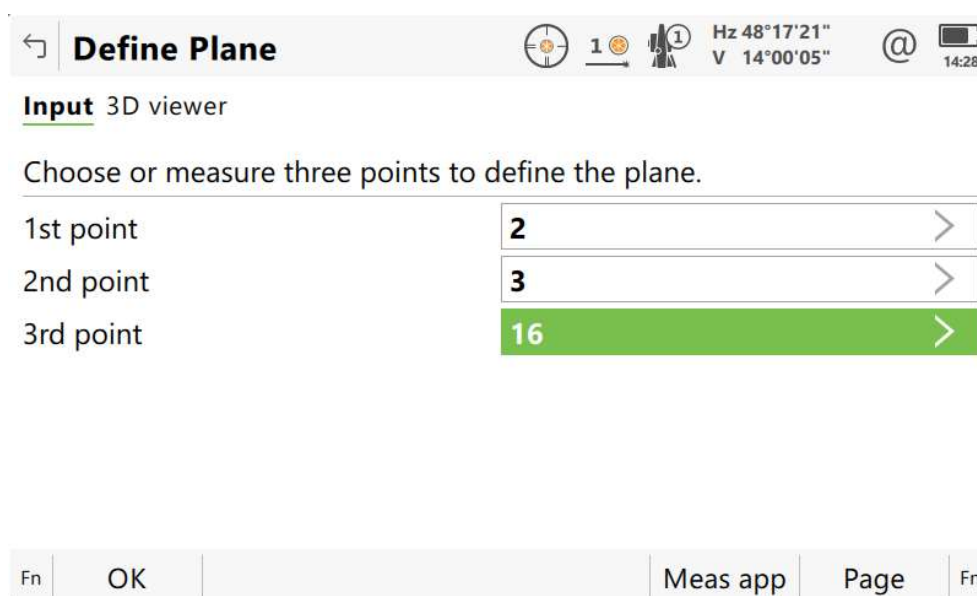 Define Plane
1
1
Hz 48°17'21"
V 14°00'05"
@
14:28
Input 3D viewer
Choose or measure three points to define the plane.
1st point 2
2nd point 3
3rd point 16
Fn OK Meas app Page Fn